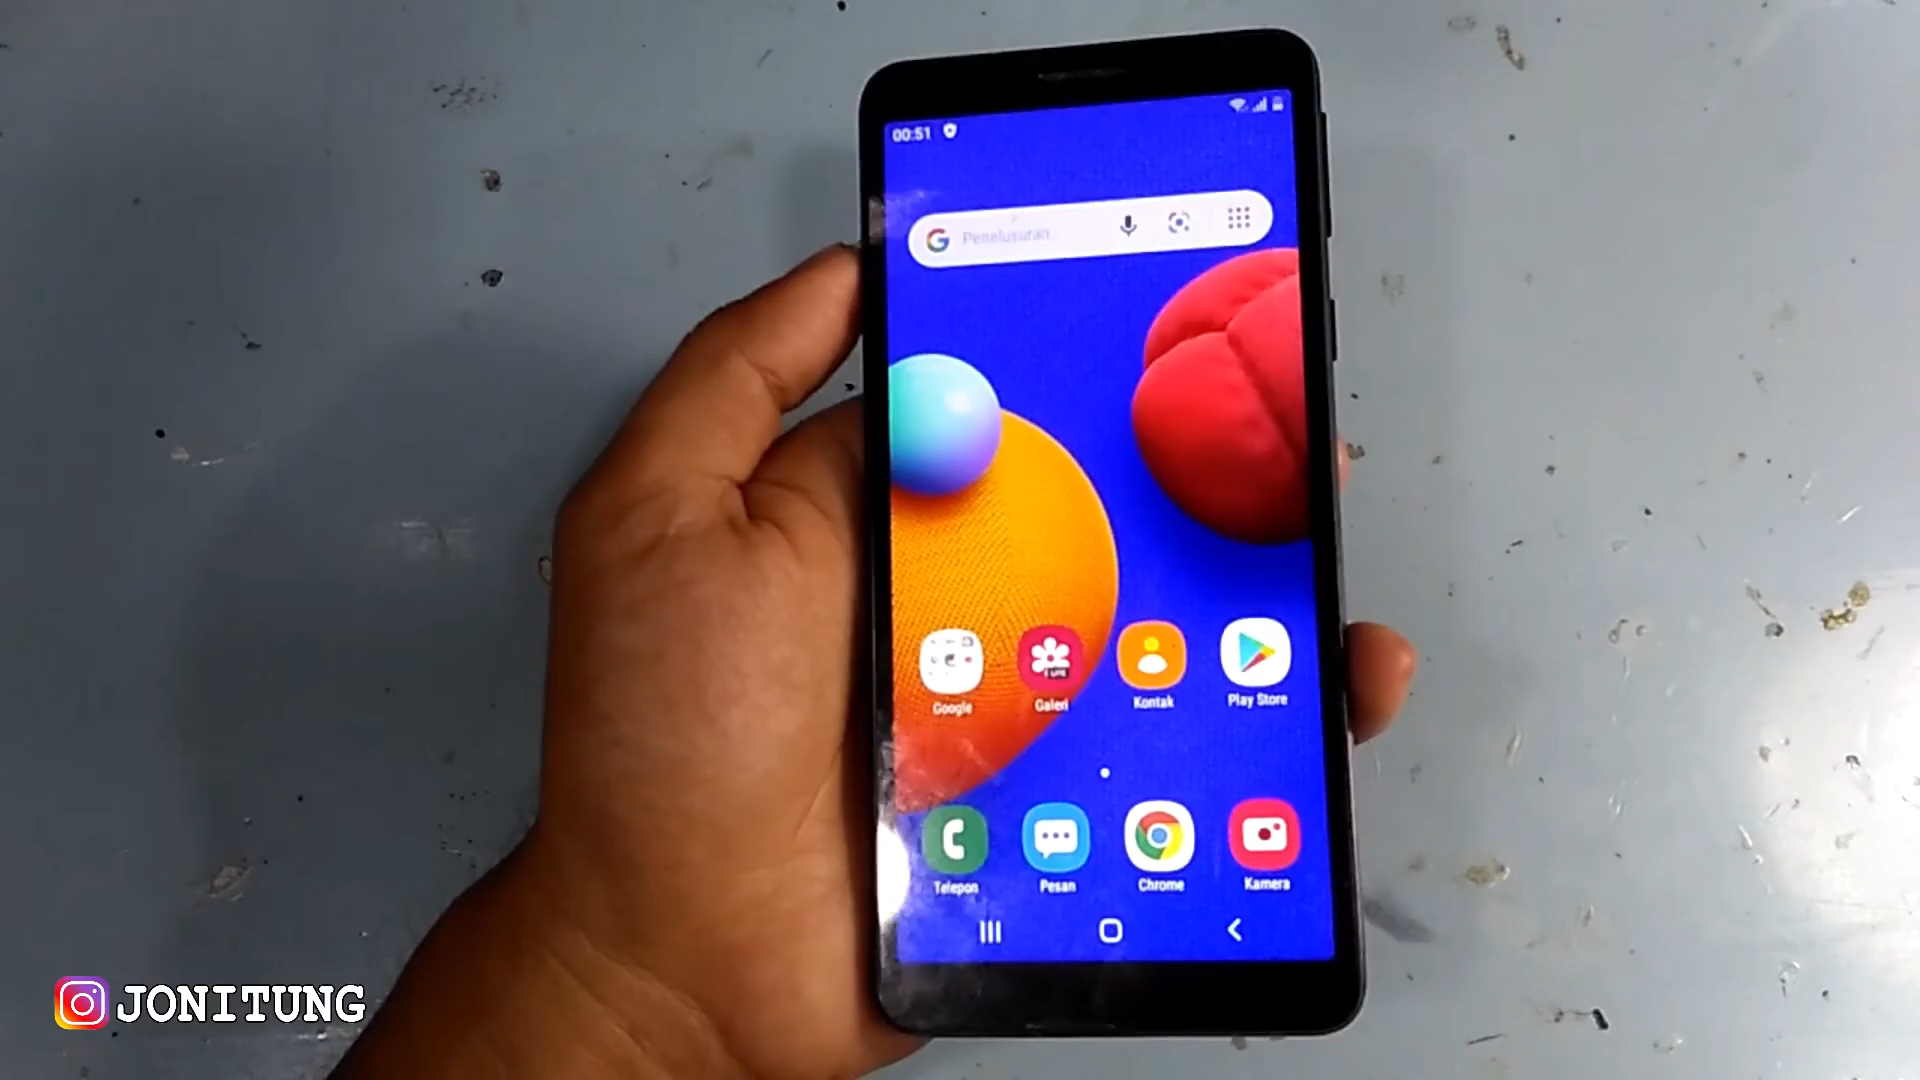 00:51
Penelusuran
Google
Galeri
Kontak
Play Store
Telepon
Pesan
Chrome
Kamera
JONITUNG